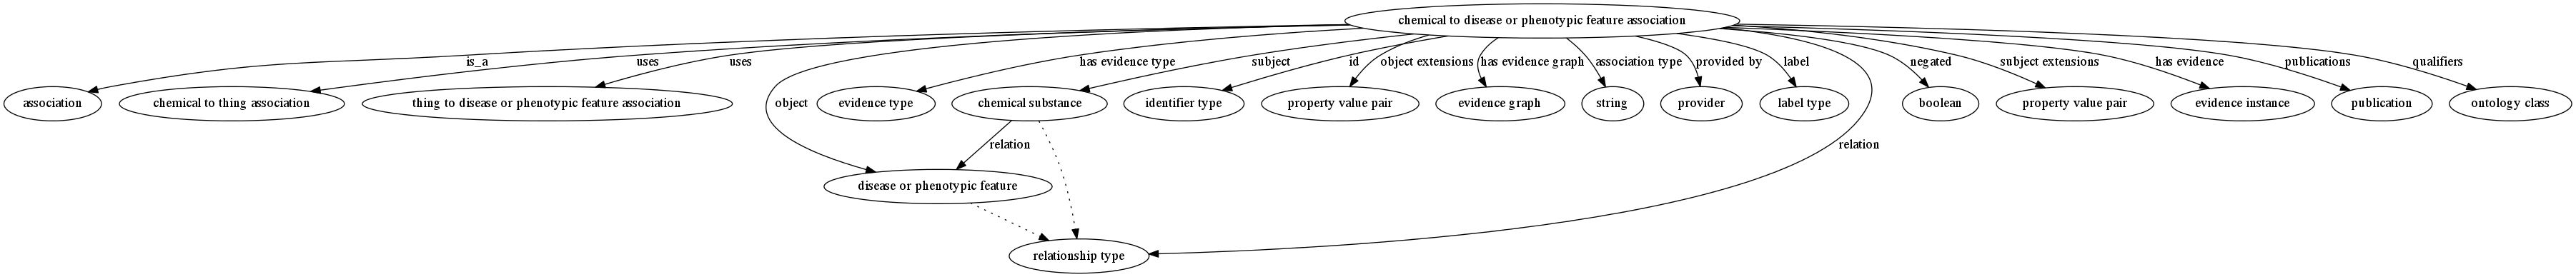 chemical to disease or phenotypic feature association
is_a
uses
uses
has evidence type
subject
id
object extensions
has evidence graph
association type
provided by
label
negated
subject extensions
has evidence
publications
qualifiers
association
chemical to thing association
thing to disease or phenotypic feature association
object
evidence type
chemical substance
identifier type
property value pair
evidence graph
string
provider
label type
boolean
property value pair
evidence instance
publication
ontology class
relation
relation
disease or phenotypic feature
relationship type